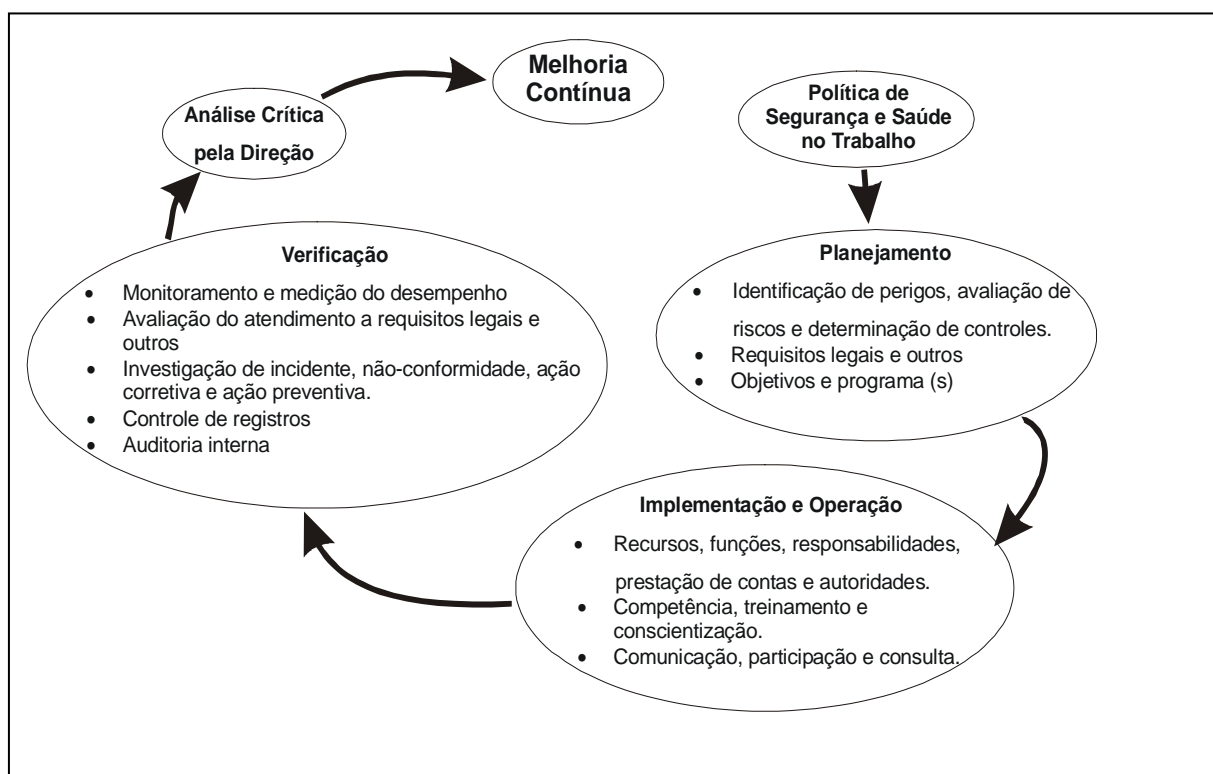 Melhoria
Contínua
Análise Crítica
pela Direção
Política de
Segurança e Saúde
no Trabalho
Verificação
• Monitoramento e medição do desempenho
• Avaliação do atendimento a requisitos legais e
outros
• Investigação de incidente, não-conformidade, ação
corretiva e ação preventiva.
• Controle de registros
• Auditoria interna
Planejamento
• Identificação de perigos, avaliação de
riscos e determinação de controles.
• Requisitos legais e outros
• Objetivos e programa (s)
Implementação e Operação
• Recursos, funções, responsabilidades,
prestação de contas e autoridades.
• Competência, treinamento e
conscientização.
• Comunicação, participação e consulta.